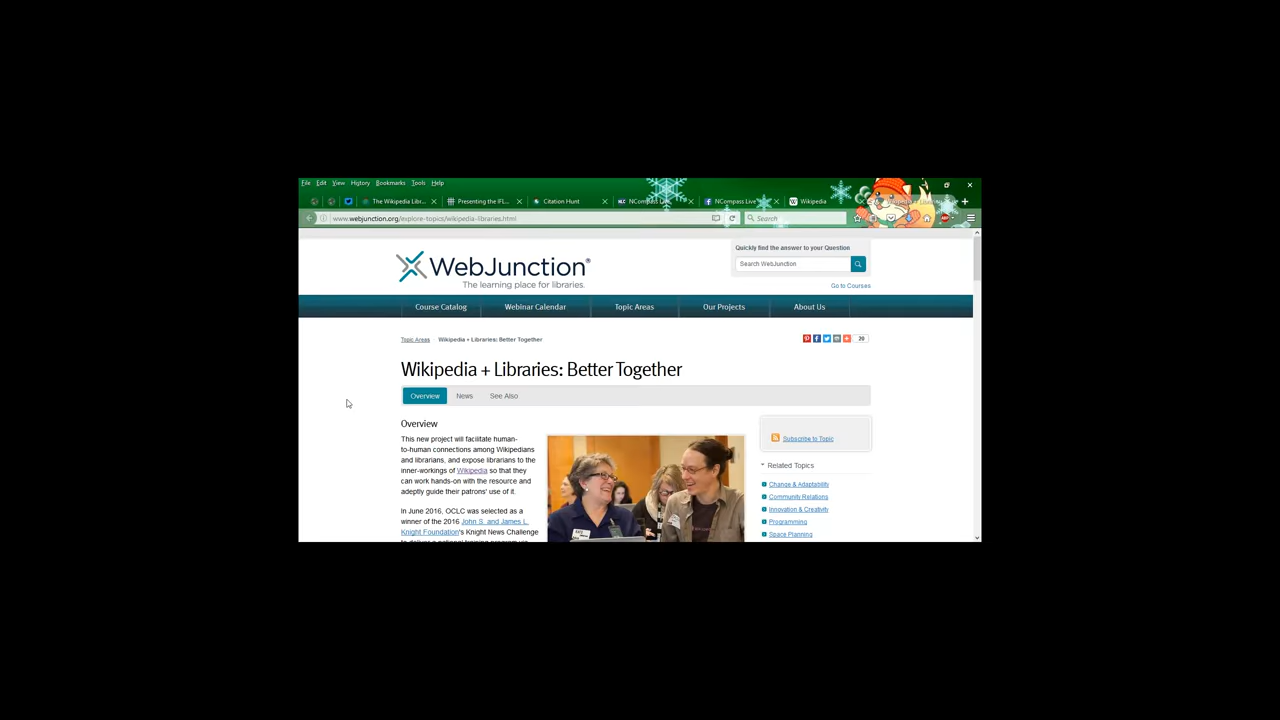 File Edit View History Bookmarks Tools Help
The Wikipedia Libr... Presenting the IFL... Citation Hunt NCompass Live Wikipedia
www.webjunction.org/explore-topics/wikipedia-libraries.html Search
Quickly find the answer to your Question
WebJunction® Search WebJunction
The learning place for libraries. Go to Courses
Course Catalog Webinar Calendar Topic Areas Our Projects About Us
Topic Areas Wikipedia + Libraries: Better Together 20
Wikipedia + Libraries: Better Together
Overview News See Also
Overview
This new project will facilitate human-
to-human connections among Wikipedians
and librarians, and expose librarians to the
inner-workings of Wikipedia so that they
can work hands-on with the resource and
adeptly guide their patrons' use of it.
In June 2016, OCLC was selected as a
winner of the 2016 John S. and James L.
Knight Foundation's Knight News Challenge
Subscribe to Topic
Related Topics
Change & Adaptability
Community Relations
Innovation & Creativity
Programming
Space Planning